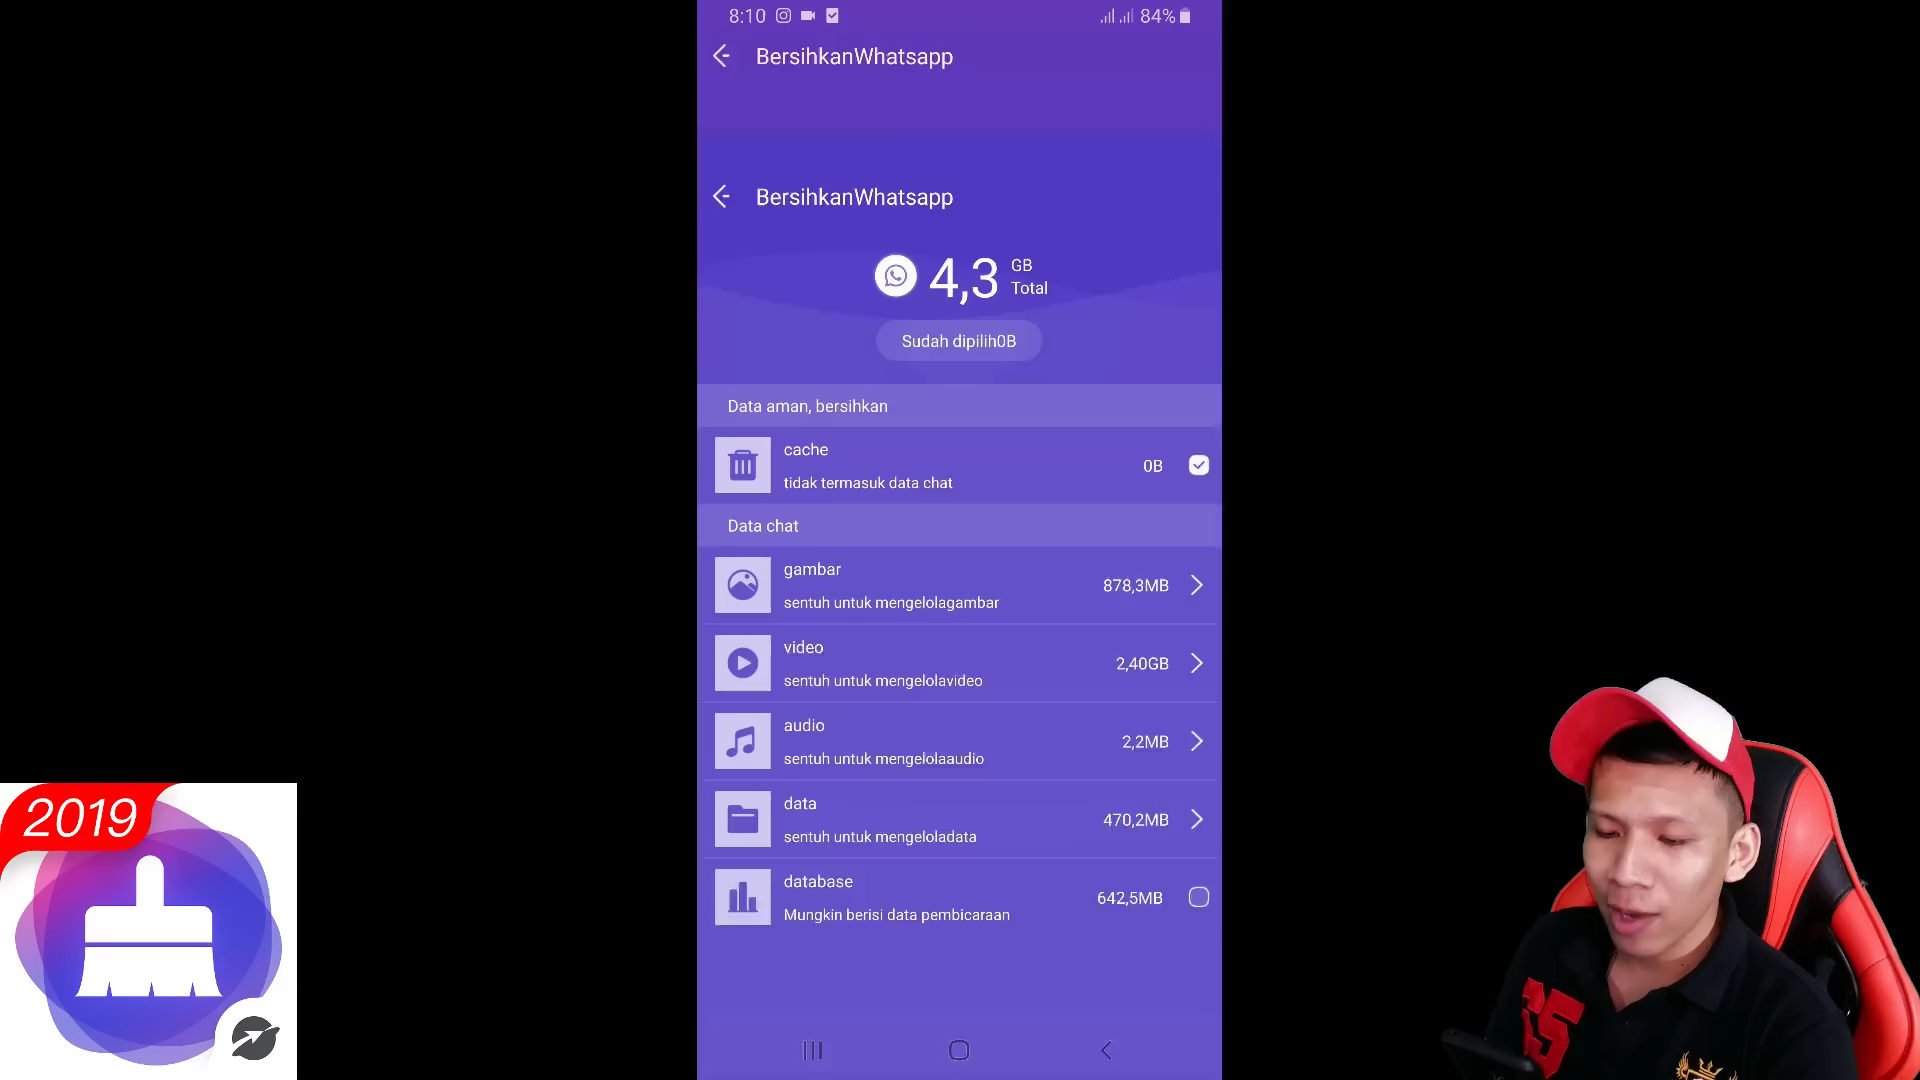 8:10
84%
BersihkanWhatsapp
BersihkanWhatsapp
4,3 GB
Total
Sudah dipilih0B
Data aman, bersihkan
cache
0B
tidak termasuk data chat
Data chat
gambar
878,3MB
sentuh untuk mengelolagambar
video
2,40GB
sentuh untuk mengelolavideo
audio
2,2MB
sentuh untuk mengelolaaudio
data
470,2MB
sentuh untuk mengeloladata
database
642,5MB
Mungkin berisi data pembicaraan
2019